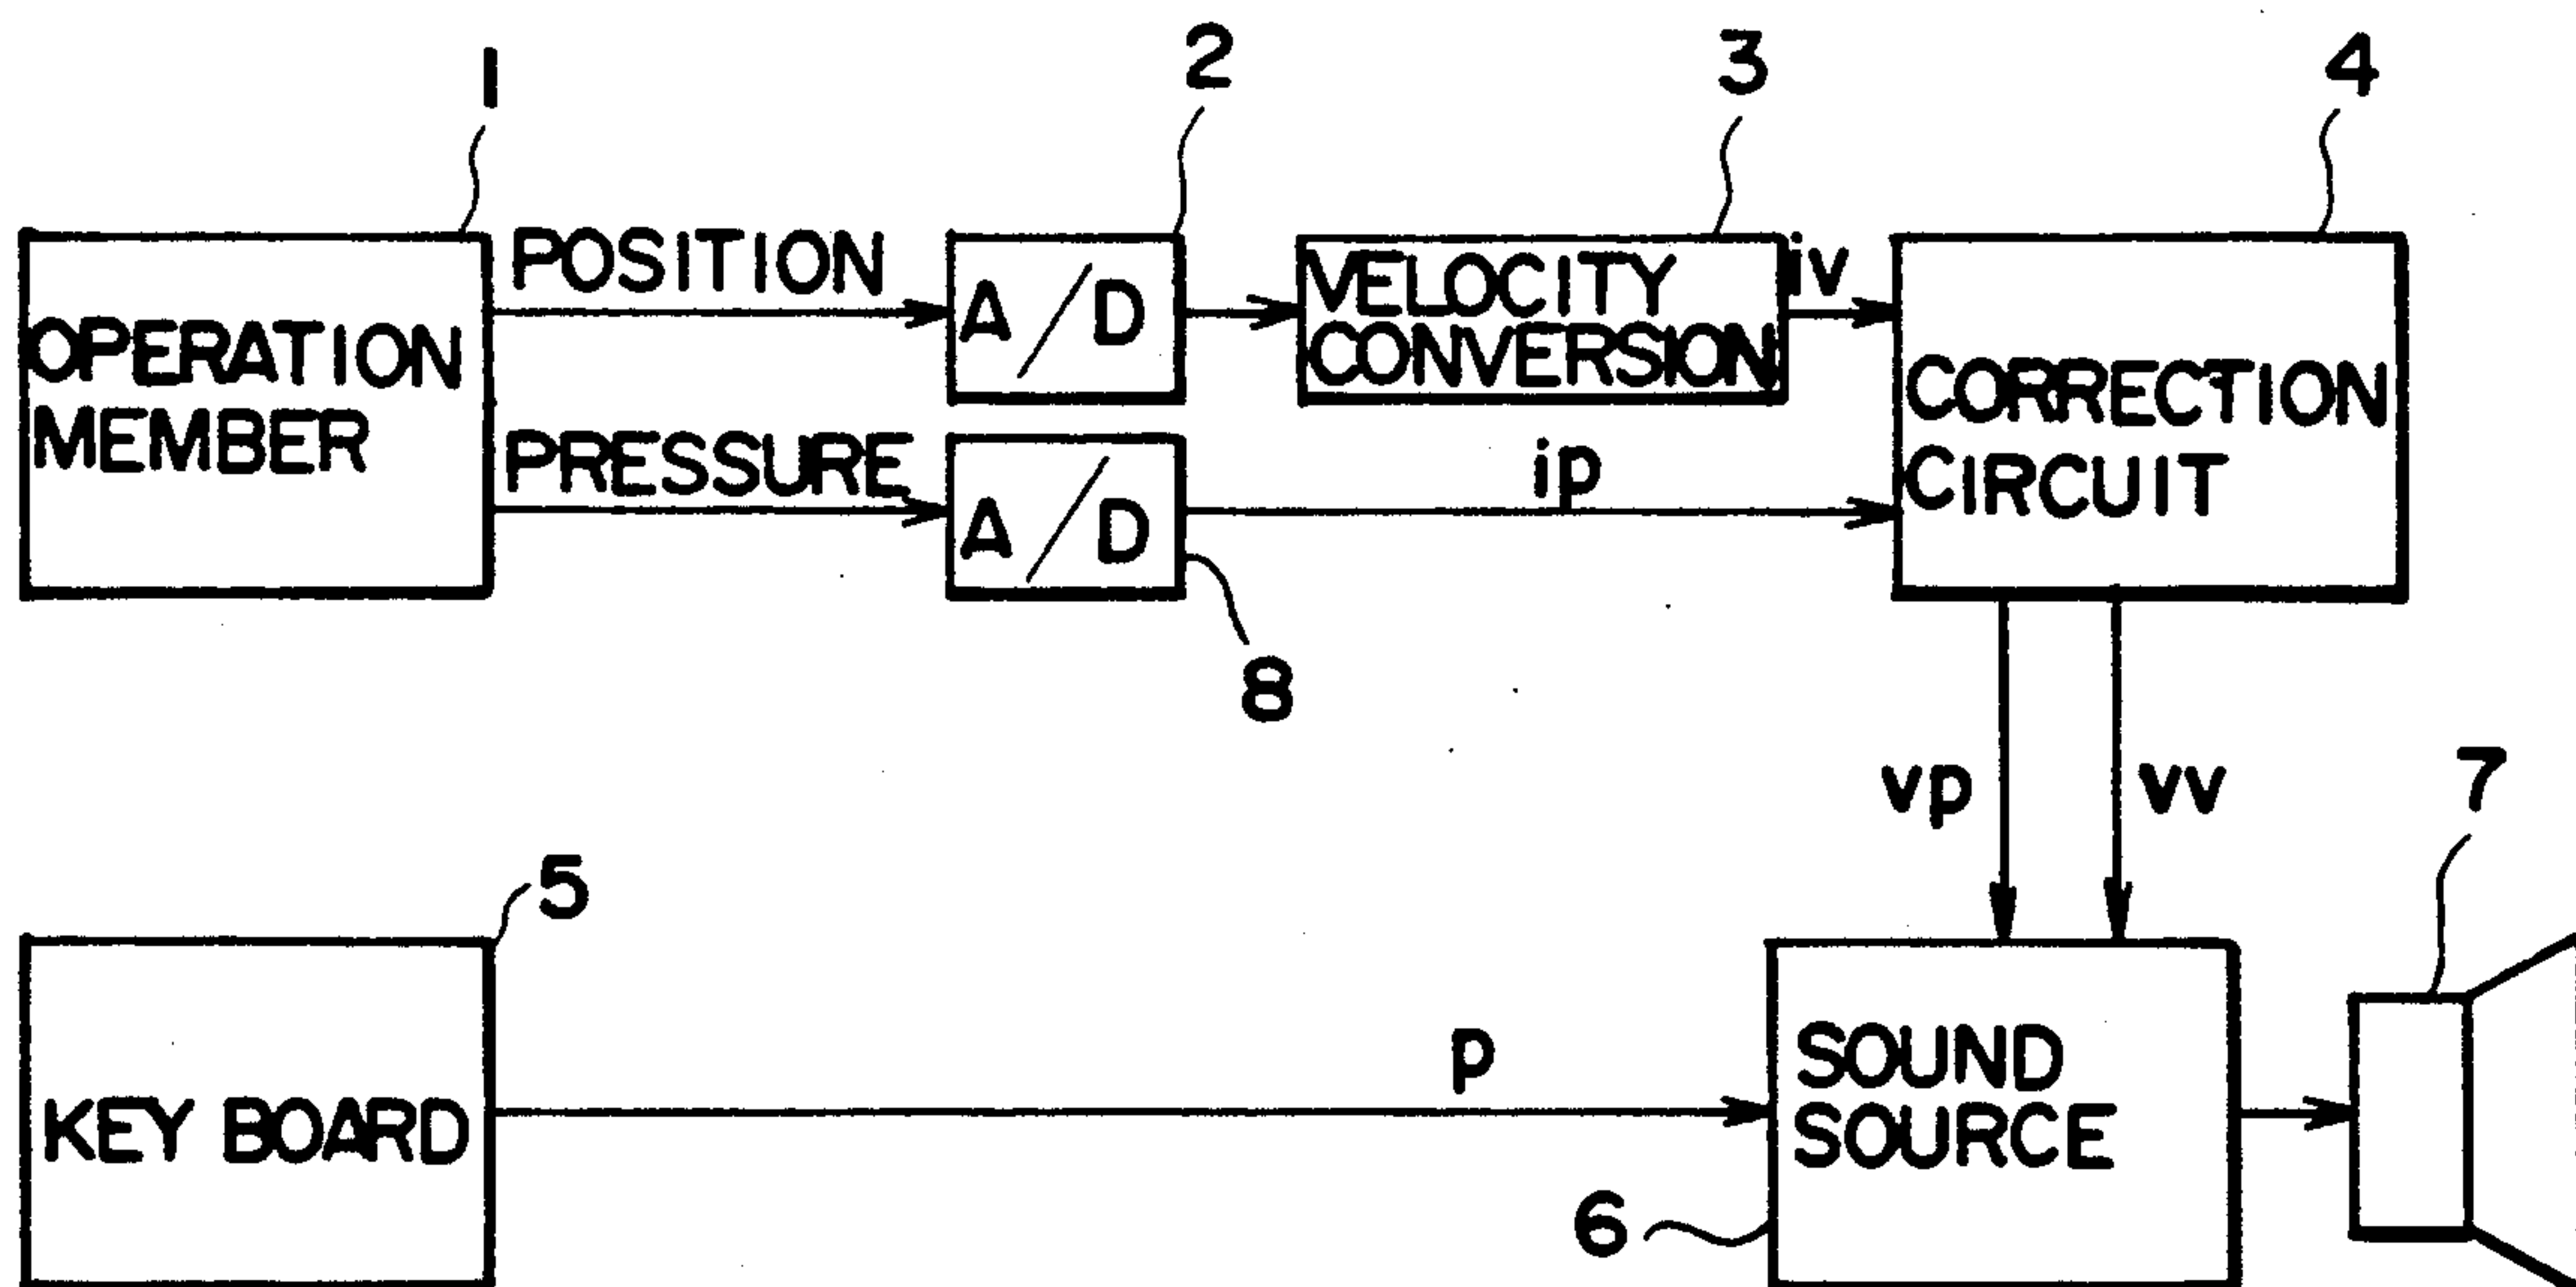 1
2
3
4
OPERATION
MEMBER
POSITION
A/D
VELOCITY
CONVERSION
iv
CORRECTION
CIRCUIT
PRESSURE
A/D
ip
8
vp
vv
7
5
KEY BOARD
p
SOUND
SOURCE
6